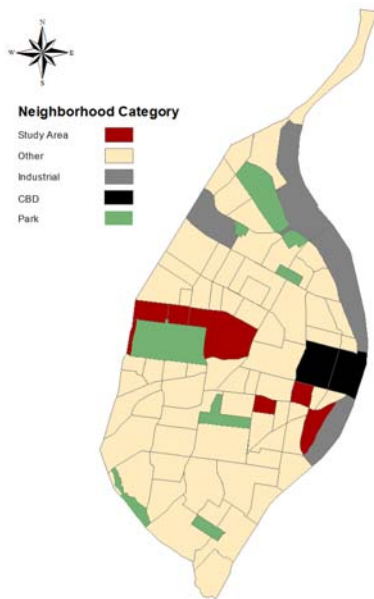 N
W E
S
Neighborhood Category
Study Area
Other
Industrial
CBD
Park